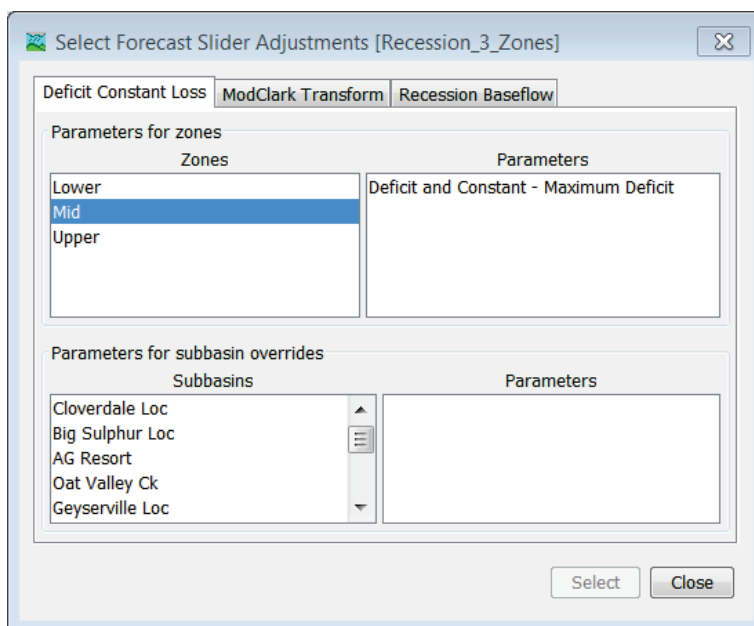 Select Forecast Slider Adjustments [Recession_3_Zones]
Deficit Constant Loss ModClark Transform Recession Baseflow
Parameters for zones
Zones Parameters
Lower Deficit and Constant - Maximum Deficit
Mid
Upper
Parameters for subbasin overrides
Subbasins Parameters
Cloverdale Loc
Big Sulphur Loc
AG Resort
Oat Valley Ck
Geyserville Loc
Select Close